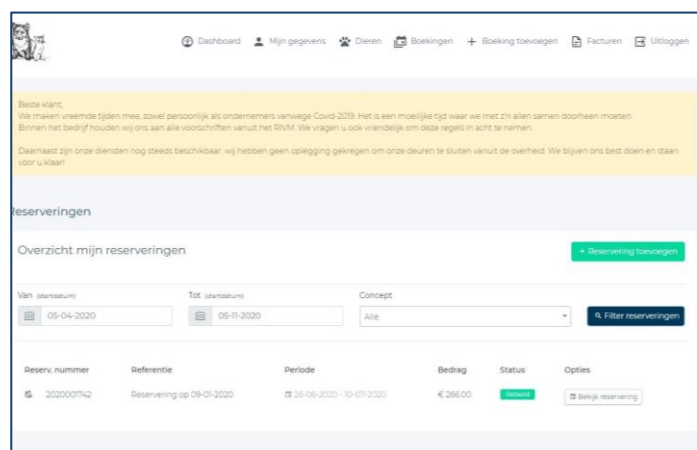 Dashboard Mijn gegevens Dieren Boekingen + Boeking toevoegen Facturen Uitloggen
Beste klant,
We maken vreemde tijden mee, zowel persoonlijk als ondernemers vanwege Covid-2019. Het is een moeilijke tijd waar we met z'n allen samen doorheen moeten.
Binnen het bedrijf houden wij ons aan alle voorschriften vanuit het RIVM. We vragen u ook vriendelijk om deze regels in acht te nemen.
Daarnaast zijn onze diensten nog steeds beschikbaar, wij hebben geen oplegging gekregen om onze deuren te sluiten vanuit de overheid. We blijven ons best doen en staan
voor u klaar!
Reserveringen
Overzicht mijn reserveringen
+ Reservering toevoegen
Van (startdatum) Tot (startdatum) Concept
05-04-2020 05-11-2020 Alle Filter reserveringen
Reserv. nummer Referentie Periode Bedrag Status Opties
2020001742 Reservering op 09-01-2020 26-06-2020 - 10-07-2020 € 266.00 Betaald Bekijk reservering